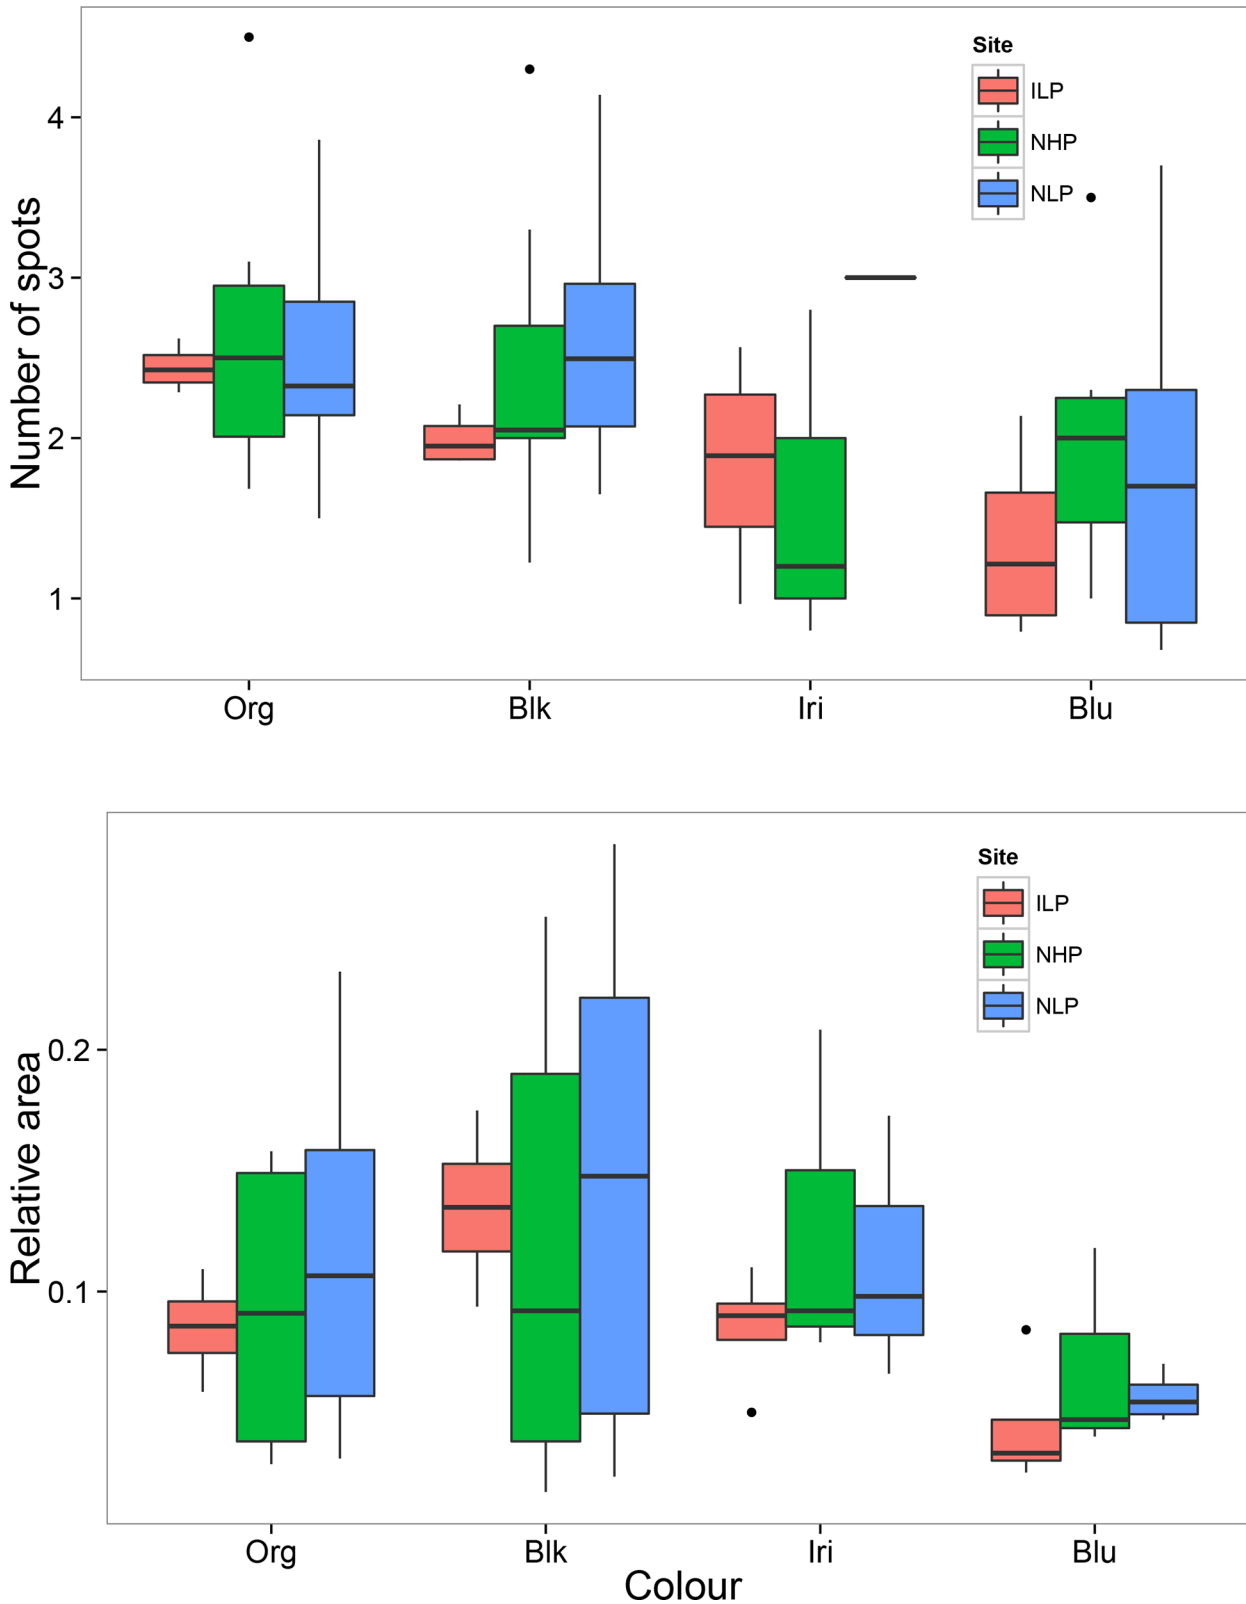 Number of spots
4
3
2
1
Site
ILP
NHP
NLP
Org Blk Iri Blu
Relative area
0.2
0.1
Site
ILP
NHP
NLP
Org Blk Iri Blu
Colour